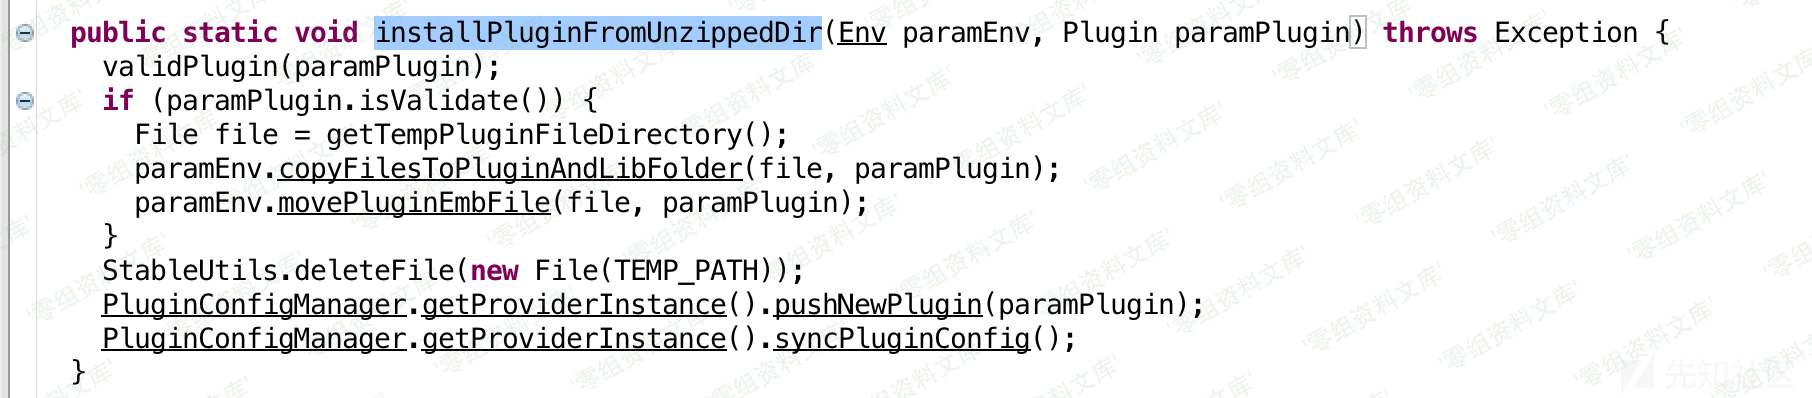 public static void installPluginFromUnzippedDir(Env paramEnv, Plugin paramPlugin) throws Exception {
validPlugin(paramPlugin);
if (paramPlugin.isValidate()) {
File file = getTempPluginFileDirectory();
paramEnv.copyFilesToPluginAndLibFolder(file, paramPlugin);
paramEnv.movePluginEmbFile(file, paramPlugin);
}
StableUtils.deleteFile(new File(TEMP_PATH));
PluginConfigManager.getProviderInstance().pushNewPlugin(paramPlugin);
PluginConfigManager.getProviderInstance().syncPluginConfig();
}
'零组资料文库'
先知社区